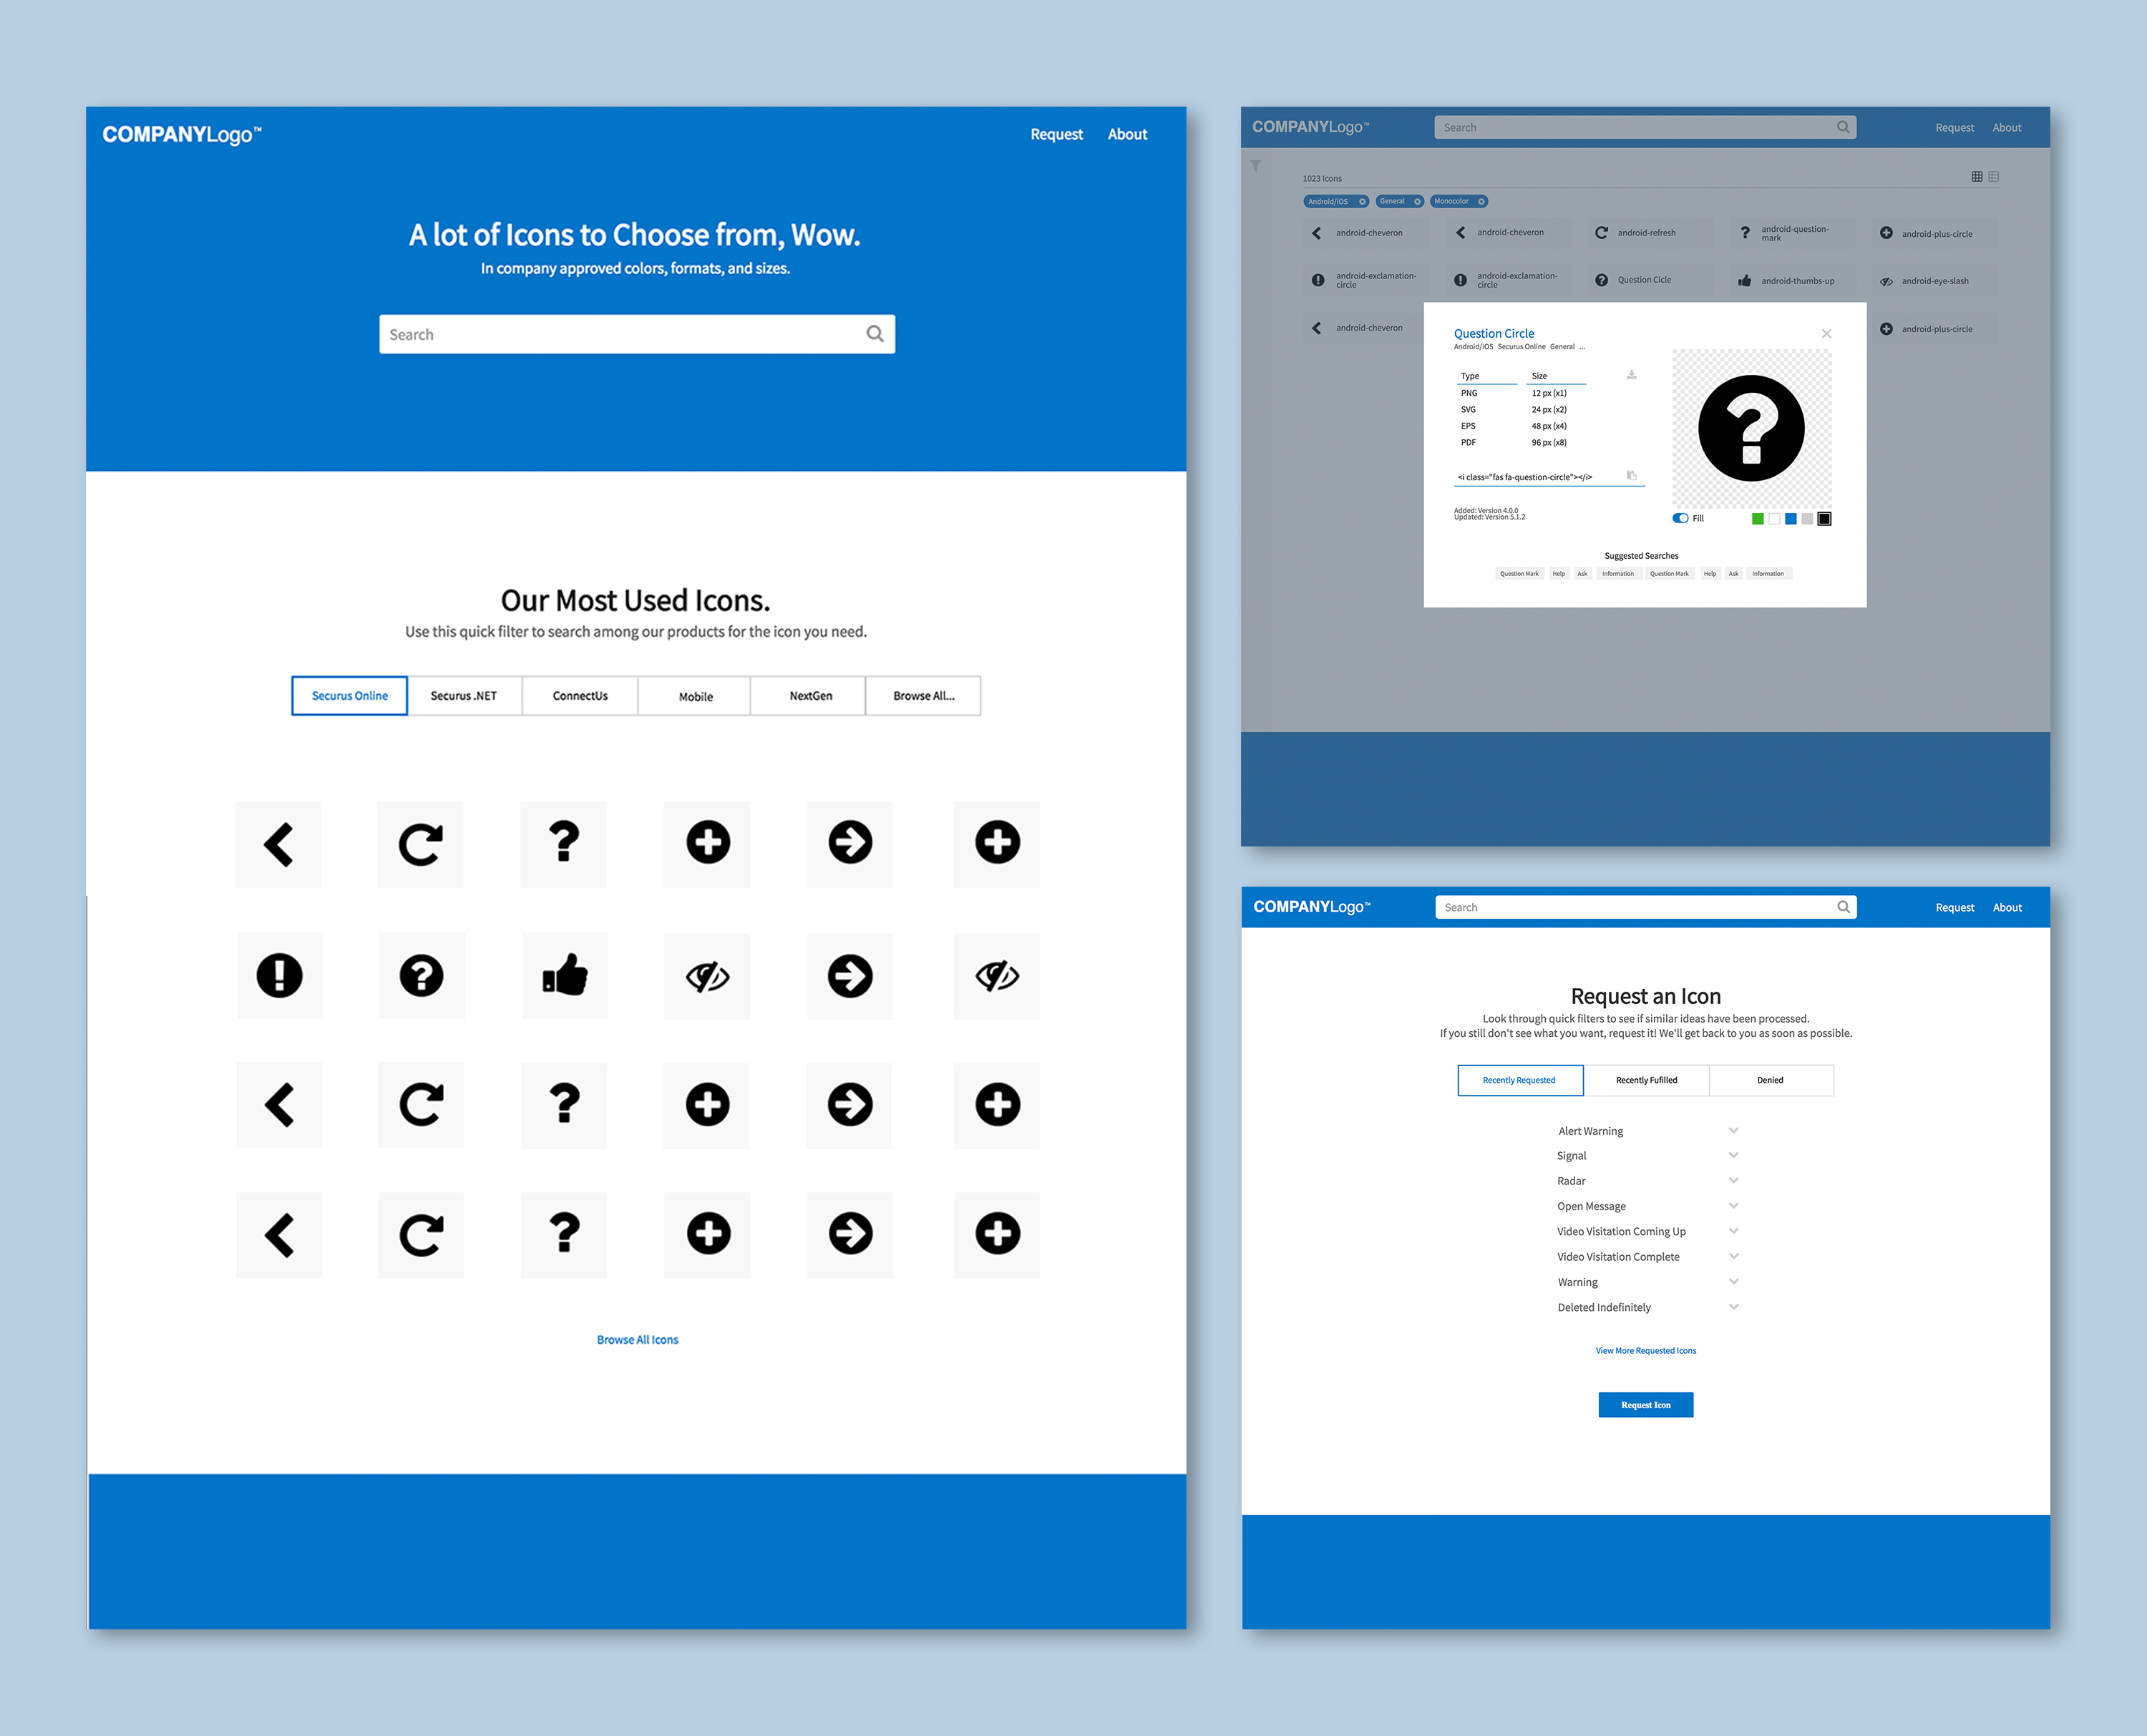 COMPANYLogo™
Request About
A lot of Icons to Choose from, Wow.
In company approved colors, formats, and sizes.
Search
Our Most Used Icons.
Use this quick filter to search among our products for the icon you need.
Securus Online Securus .NET ConnectUs Mobile NextGen Browse All...
Browse All Icons
COMPANYLogo™ Search Request About
1023 Icons
Android/iOS General Monocolor
android-cheveron android-cheveron android-refresh android-question-mark android-plus-circle
android-exclamation-circle android-exclamation-circle Question Cicle android-thumbs-up android-eye-slash
android-cheveron android-plus-circle
Question Circle
Android/iOS Securus Online General ...
Type Size
PNG 12 px (x1)
SVG 24 px (x2)
EPS 48 px (x4)
PDF 96 px (x8)
<i class="fas fa-question-circle"></i>
Added: Version 4.0.0
Updated: Version 5.1.2
Fill
Suggested Searches
Question Mark Help Ask Information Question Mark Help Ask Information
COMPANYLogo™ Search Request About
Request an Icon
Look through quick filters to see if similar ideas have been processed.
If you still don't see what you want, request it! We'll get back to you as soon as possible.
Recently Requested Recently Fufilled Denied
Alert Warning
Signal
Radar
Open Message
Video Visitation Coming Up
Video Visitation Complete
Warning
Deleted Indefinitely
View More Requested Icons
Request Icon